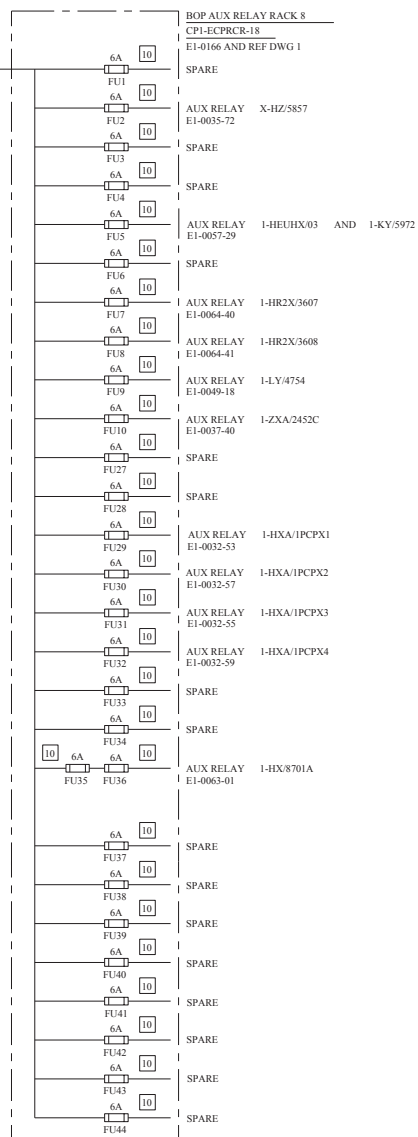 BOP AUX RELAY RACK 8
CP1-ECPRCR-18
E1-0166 AND REF DWG 1
6A 10
FU1 SPARE
6A 10
FU2 AUX RELAY X-HZ/5857
E1-0035-72
6A 10
FU3 SPARE
6A 10
FU4 SPARE
6A 10
FU5 AUX RELAY 1-HEUHX/03 AND 1-KY/5972
E1-0057-29
6A 10
FU6 SPARE
6A 10
FU7 AUX RELAY 1-HR2X/3607
E1-0064-40
6A 10
FU8 AUX RELAY 1-HR2X/3608
E1-0064-41
6A 10
FU9 AUX RELAY 1-LY/4754
E1-0049-18
6A 10
FU10 AUX RELAY 1-ZXA/2452C
E1-0037-40
6A 10
FU27 SPARE
6A 10
FU28 SPARE
6A 10
FU29 AUX RELAY 1-HXA/1PCPX1
E1-0032-53
6A 10
FU30 AUX RELAY 1-HXA/1PCPX2
E1-0032-57
6A 10
FU31 AUX RELAY 1-HXA/1PCPX3
E1-0032-55
6A 10
FU32 AUX RELAY 1-HXA/1PCPX4
E1-0032-59
6A 10
FU33 SPARE
6A 10
FU34 SPARE
10 6A 6A 10
FU35 FU36 AUX RELAY 1-HX/8701A
E1-0063-01
6A 10
FU37 SPARE
6A 10
FU38 SPARE
6A 10
FU39 SPARE
6A 10
FU40 SPARE
6A 10
FU41 SPARE
6A 10
FU42 SPARE
6A 10
FU43 SPARE
6A 10
FU44 SPARE